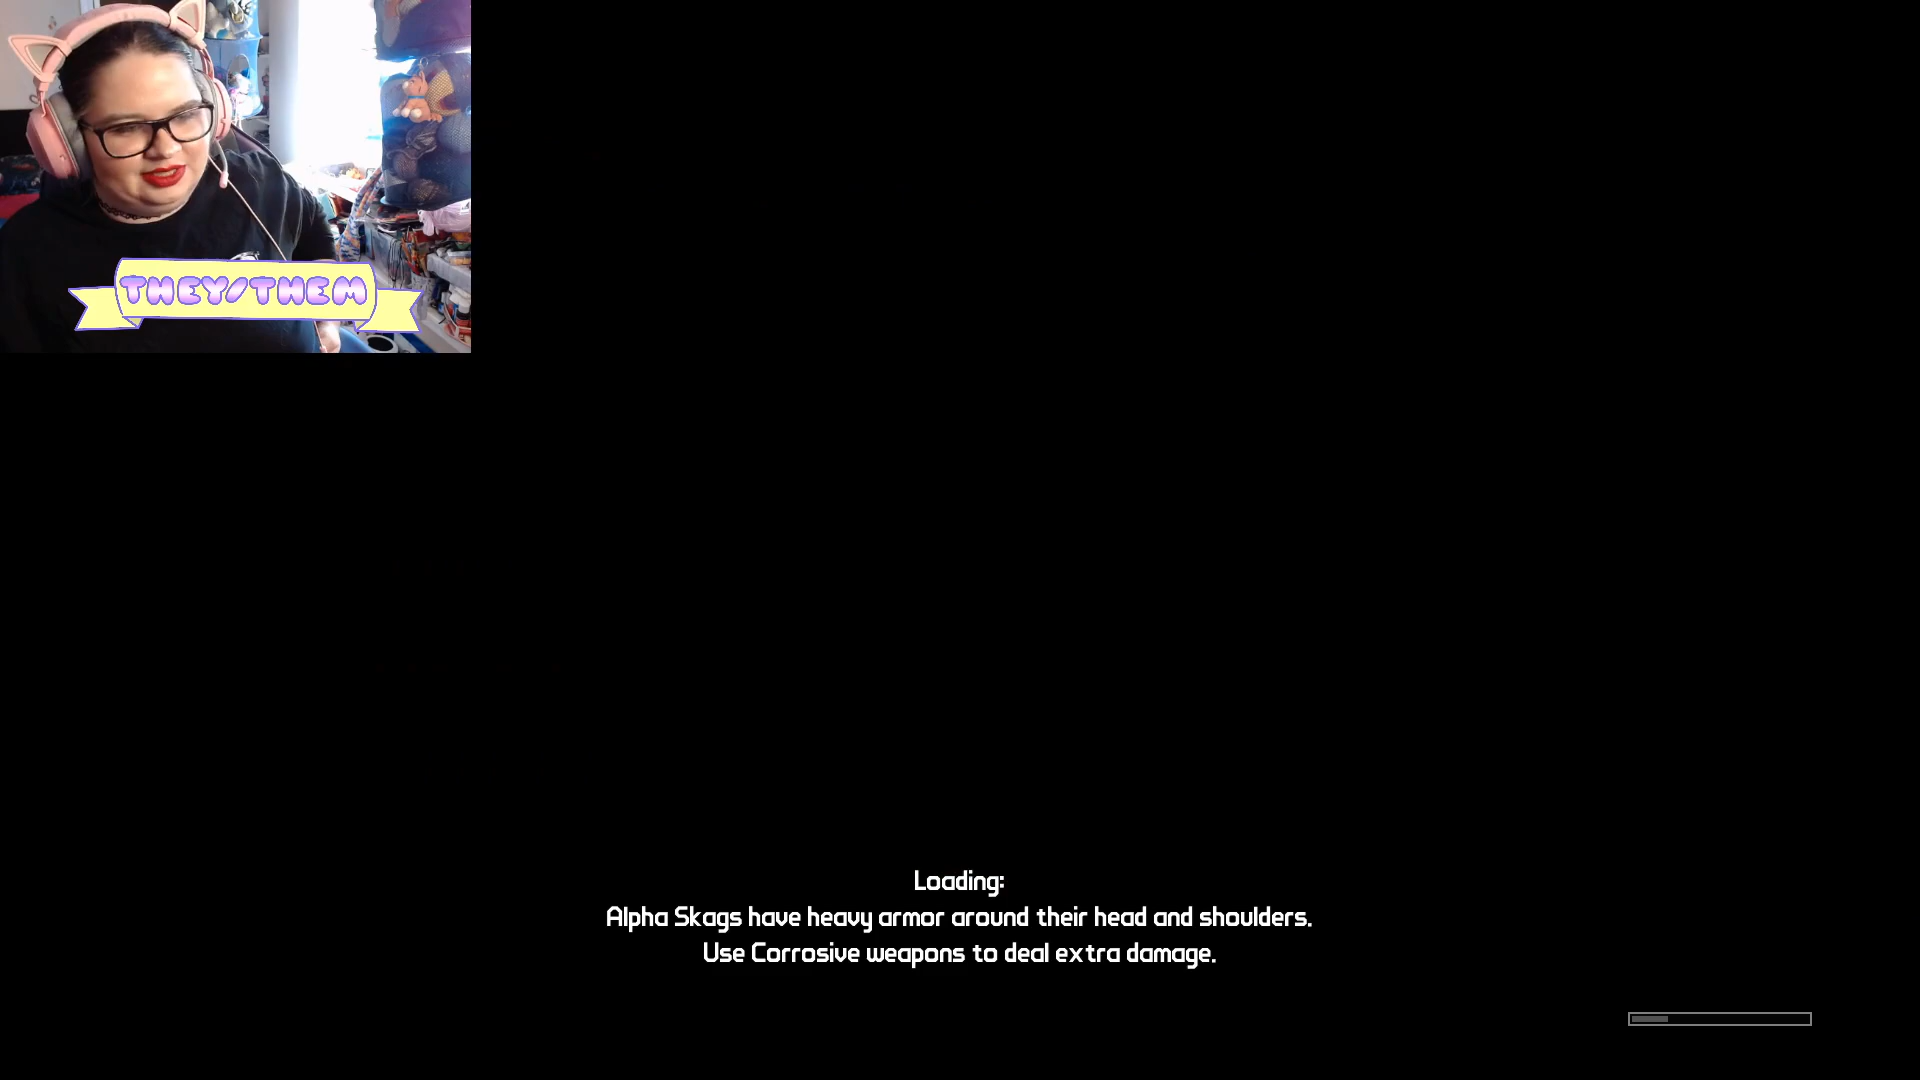 THEY/THEM
Loading:
Alpha Skags have heavy armor around their head and shoulders.
Use Corrosive weapons to deal extra damage.